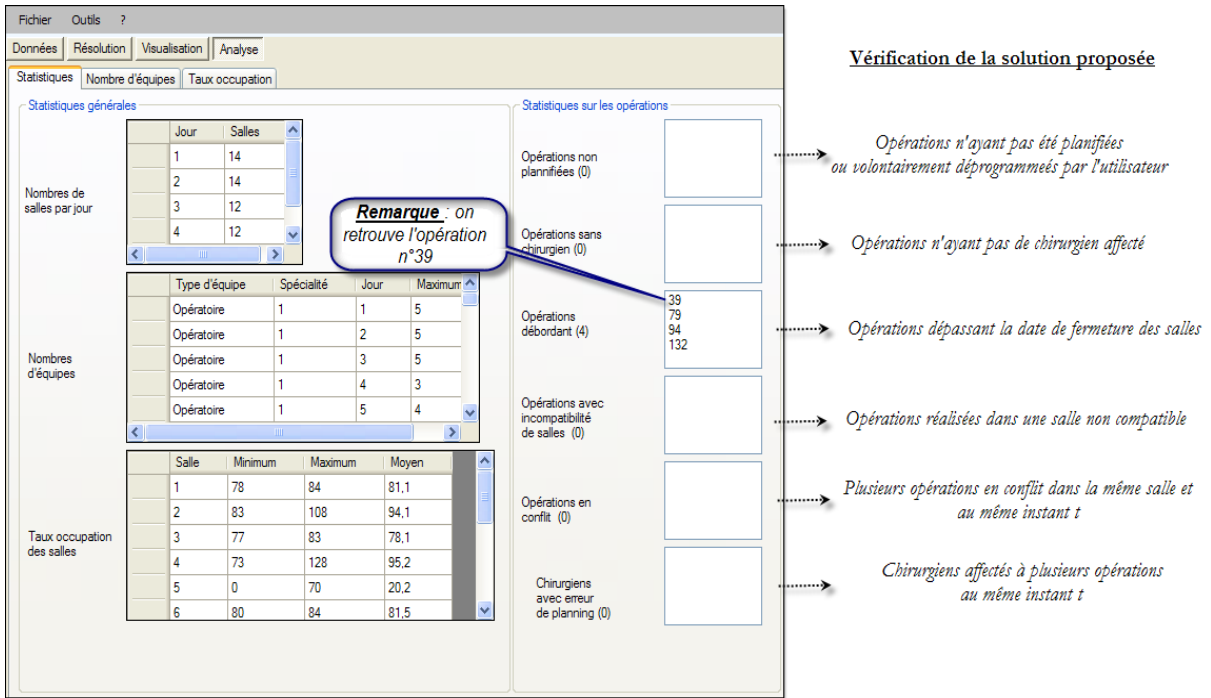 Fichier Outils ?
Données Résolution Visualisation Analyse
Statistiques Nombre d'équipes Taux occupation
Statistiques générales
Nombres de
salles par jour
Jour Salles
1 14
2 14
3 12
4 12
Remarque : on
retrouve l'opération
n°39
Nombres
d'équipes
Type d'équipe Spécialité Jour Maximum
Opératoire 1 1 5
Opératoire 1 2 5
Opératoire 1 3 5
Opératoire 1 4 3
Opératoire 1 5 4
Taux occupation
des salles
Salle Minimum Maximum Moyen
1 78 84 81,1
2 83 108 94,1
3 77 83 78,1
4 73 128 95,2
5 0 70 20,2
6 80 84 81,5
Statistiques sur les opérations
Opérations non
plannifiées (0)
Opérations sans
chirurgien (0)
Opérations
débordant (4)
39
79
94
132
Opérations avec
incompatibilité
de salles (0)
Opérations en
conflit (0)
Chirurgiens
avec erreur
de planning (0)
Vérification de la solution proposée
Opérations n'ayant pas été planifiées
ou volontairement déprogrammeés par l'utilisateur
Opérations n'ayant pas de chirurgien affecté
Opérations dépassant la date de fermeture des salles
Opérations réalisées dans une salle non compatible
Plusieurs opérations en conflit dans la même salle et
au même instant t
Chirurgiens affectés à plusieurs opérations
au même instant t